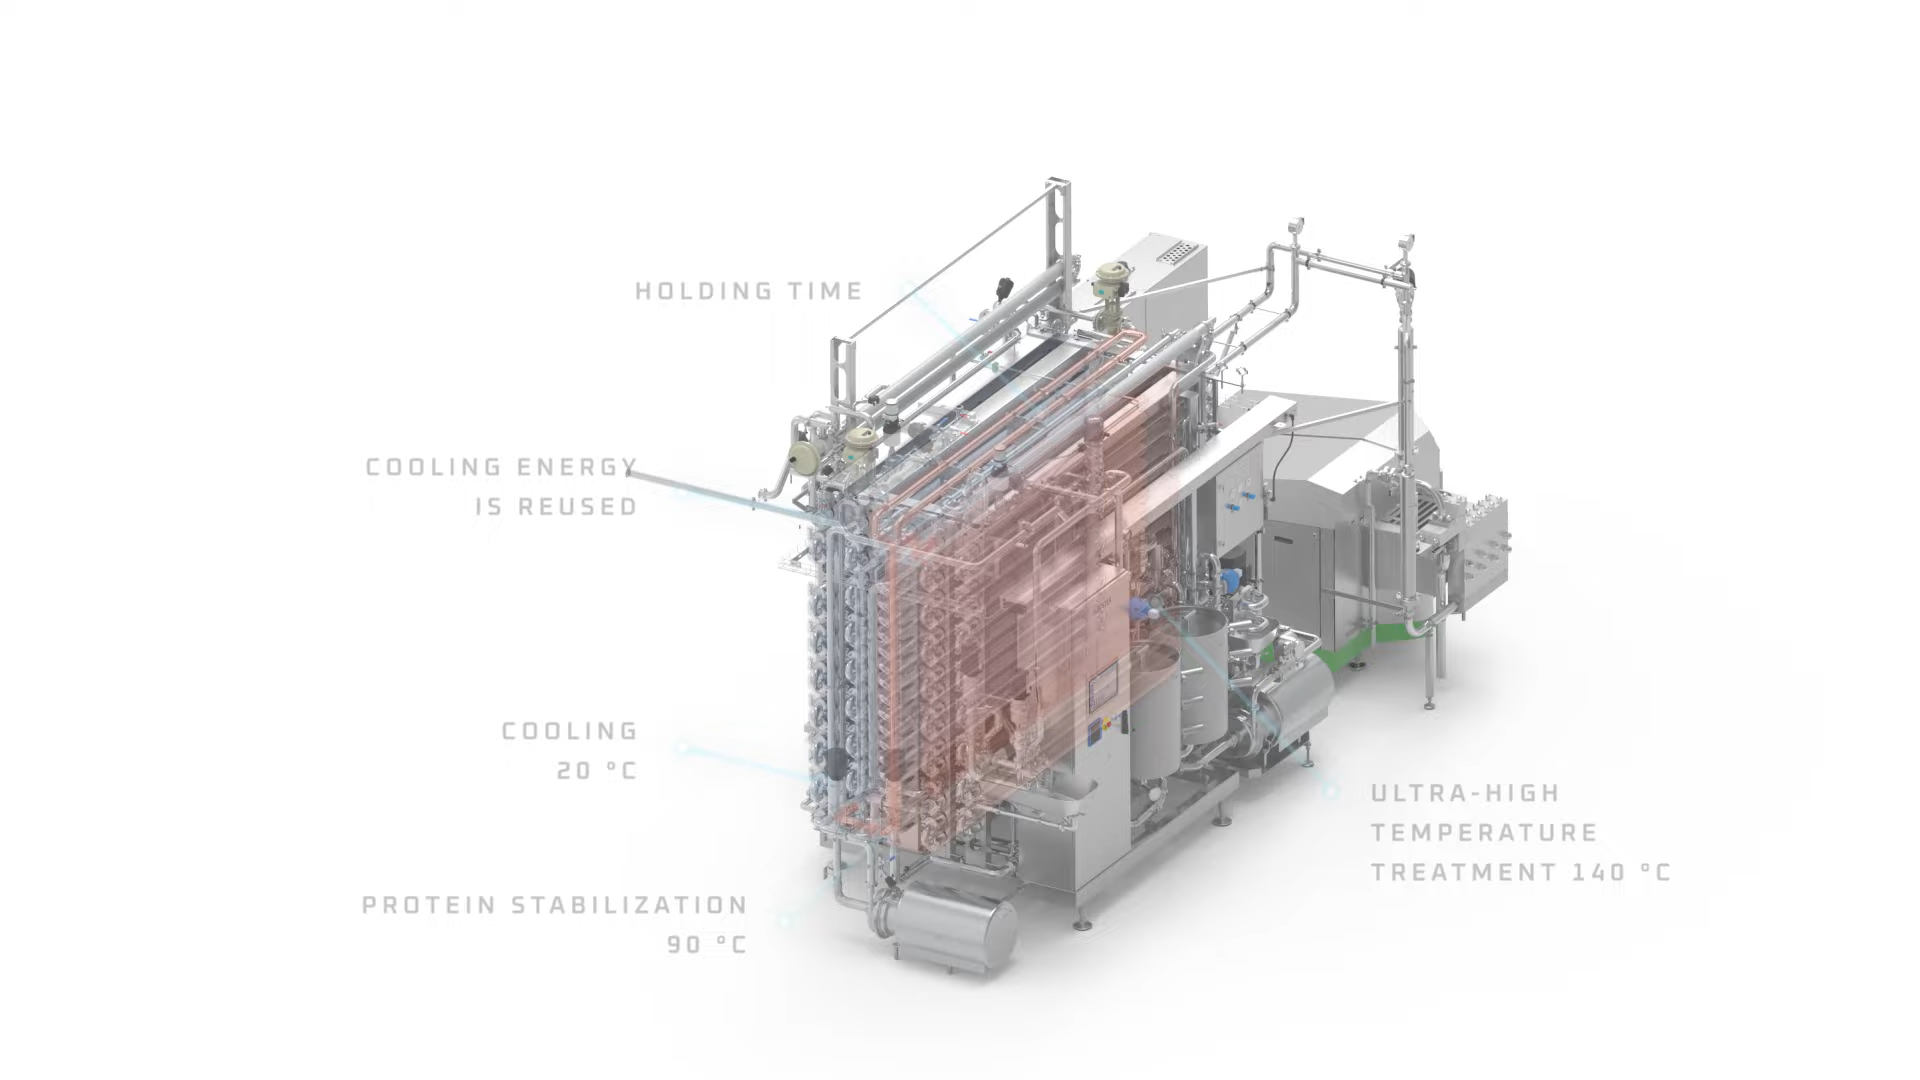 HOLDING TIME
COOLING ENERGY
IS REUSED
COOLING
20 °C
PROTEIN STABILIZATION
90 °C
ULTRA-HIGH
TEMPERATURE
TREATMENT 140 °C